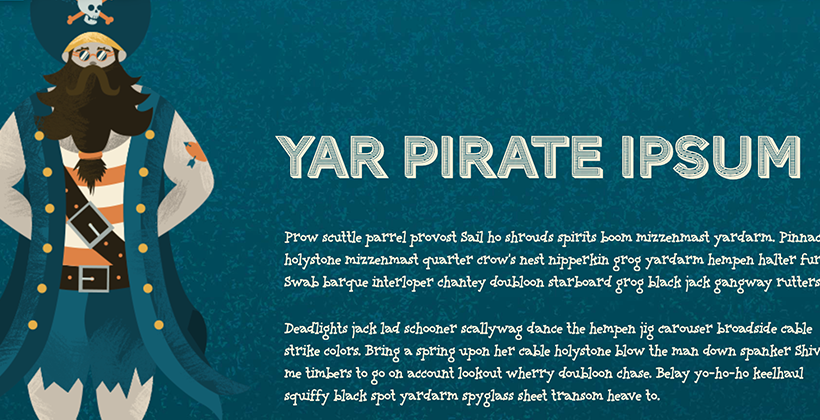 YAR PIRATE IPSUM
Prow scuttle parrel provost Sail ho shrouds spirits boom mizzenmast yardarm.
holystone mizzenmast quarter crow's nest nipperkin grog yardarm hempen halter
Swab barque interloper chantey doubloon starboard grog black jack gangway rutters
Deadlights jack lad schooner scallywag dance the hempen jig carouser broadside cable
strike colors. Bring a spring upon her cable holystone blow the man down spanker
me timbers to go on account lookout wherry doubloon chase. Belay yo-ho-ho keelhaul
squiffy black spot yardarm spyglass sheet transom heave to.